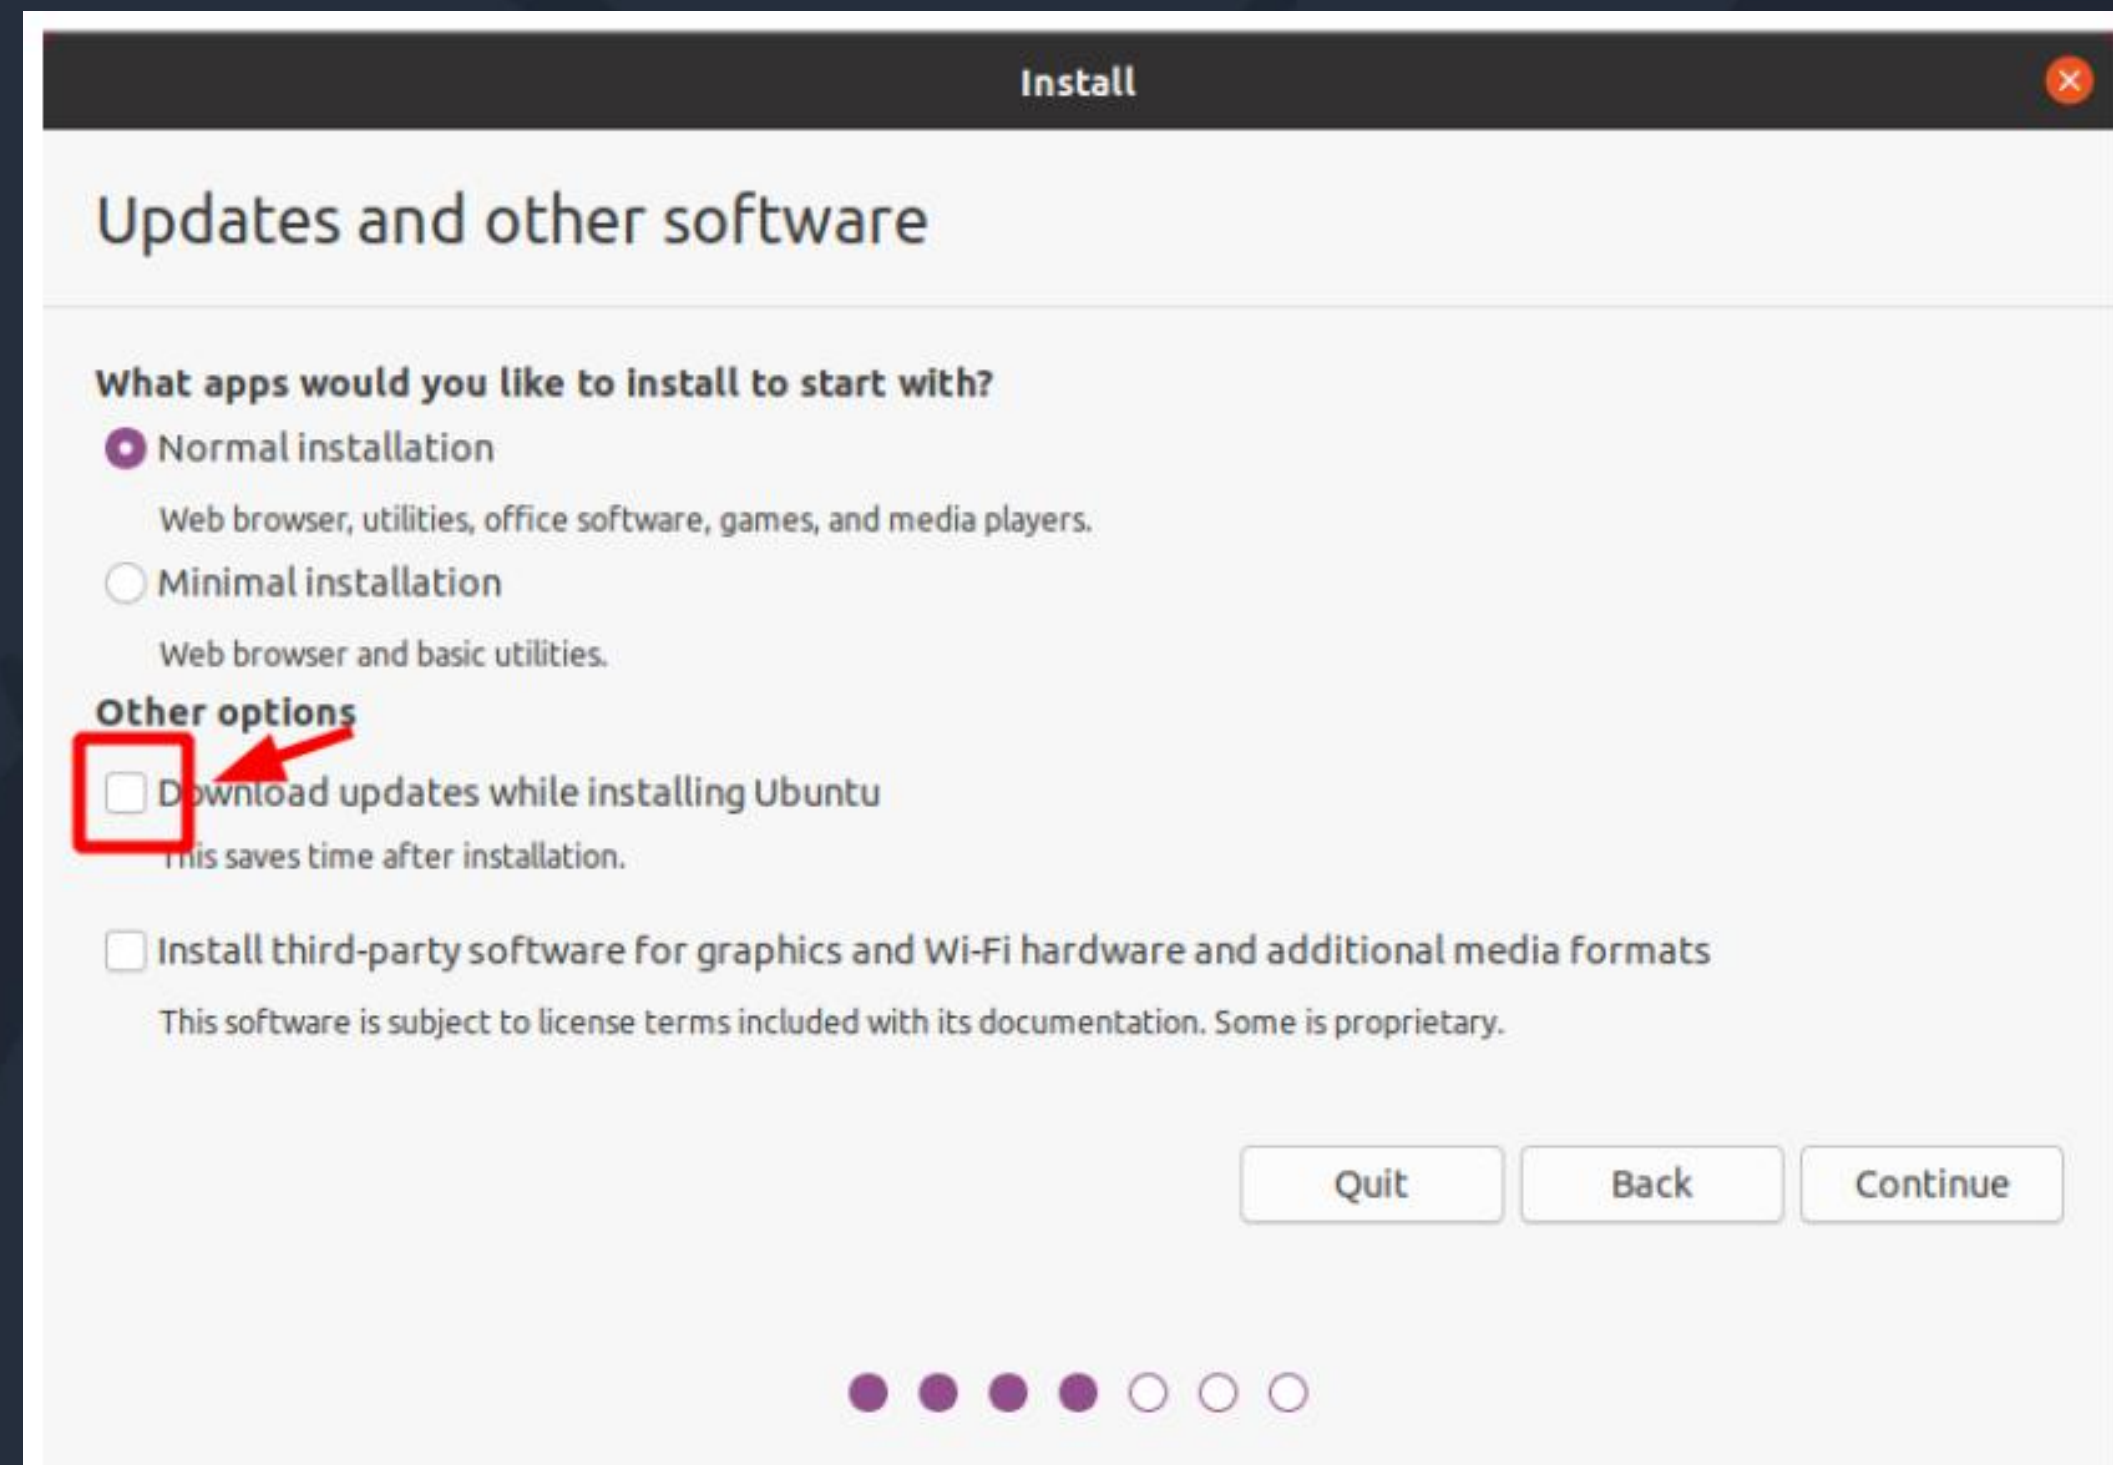 Install
Updates and other software
What apps would you like to install to start with?
Normal installation
Web browser, utilities, office software, games, and media players.
Minimal installation
Web browser and basic utilities.
Other options
Download updates while installing Ubuntu
This saves time after installation.
Install third-party software for graphics and Wi-Fi hardware and additional media formats
This software is subject to license terms included with its documentation. Some is proprietary.
Quit Back Continue